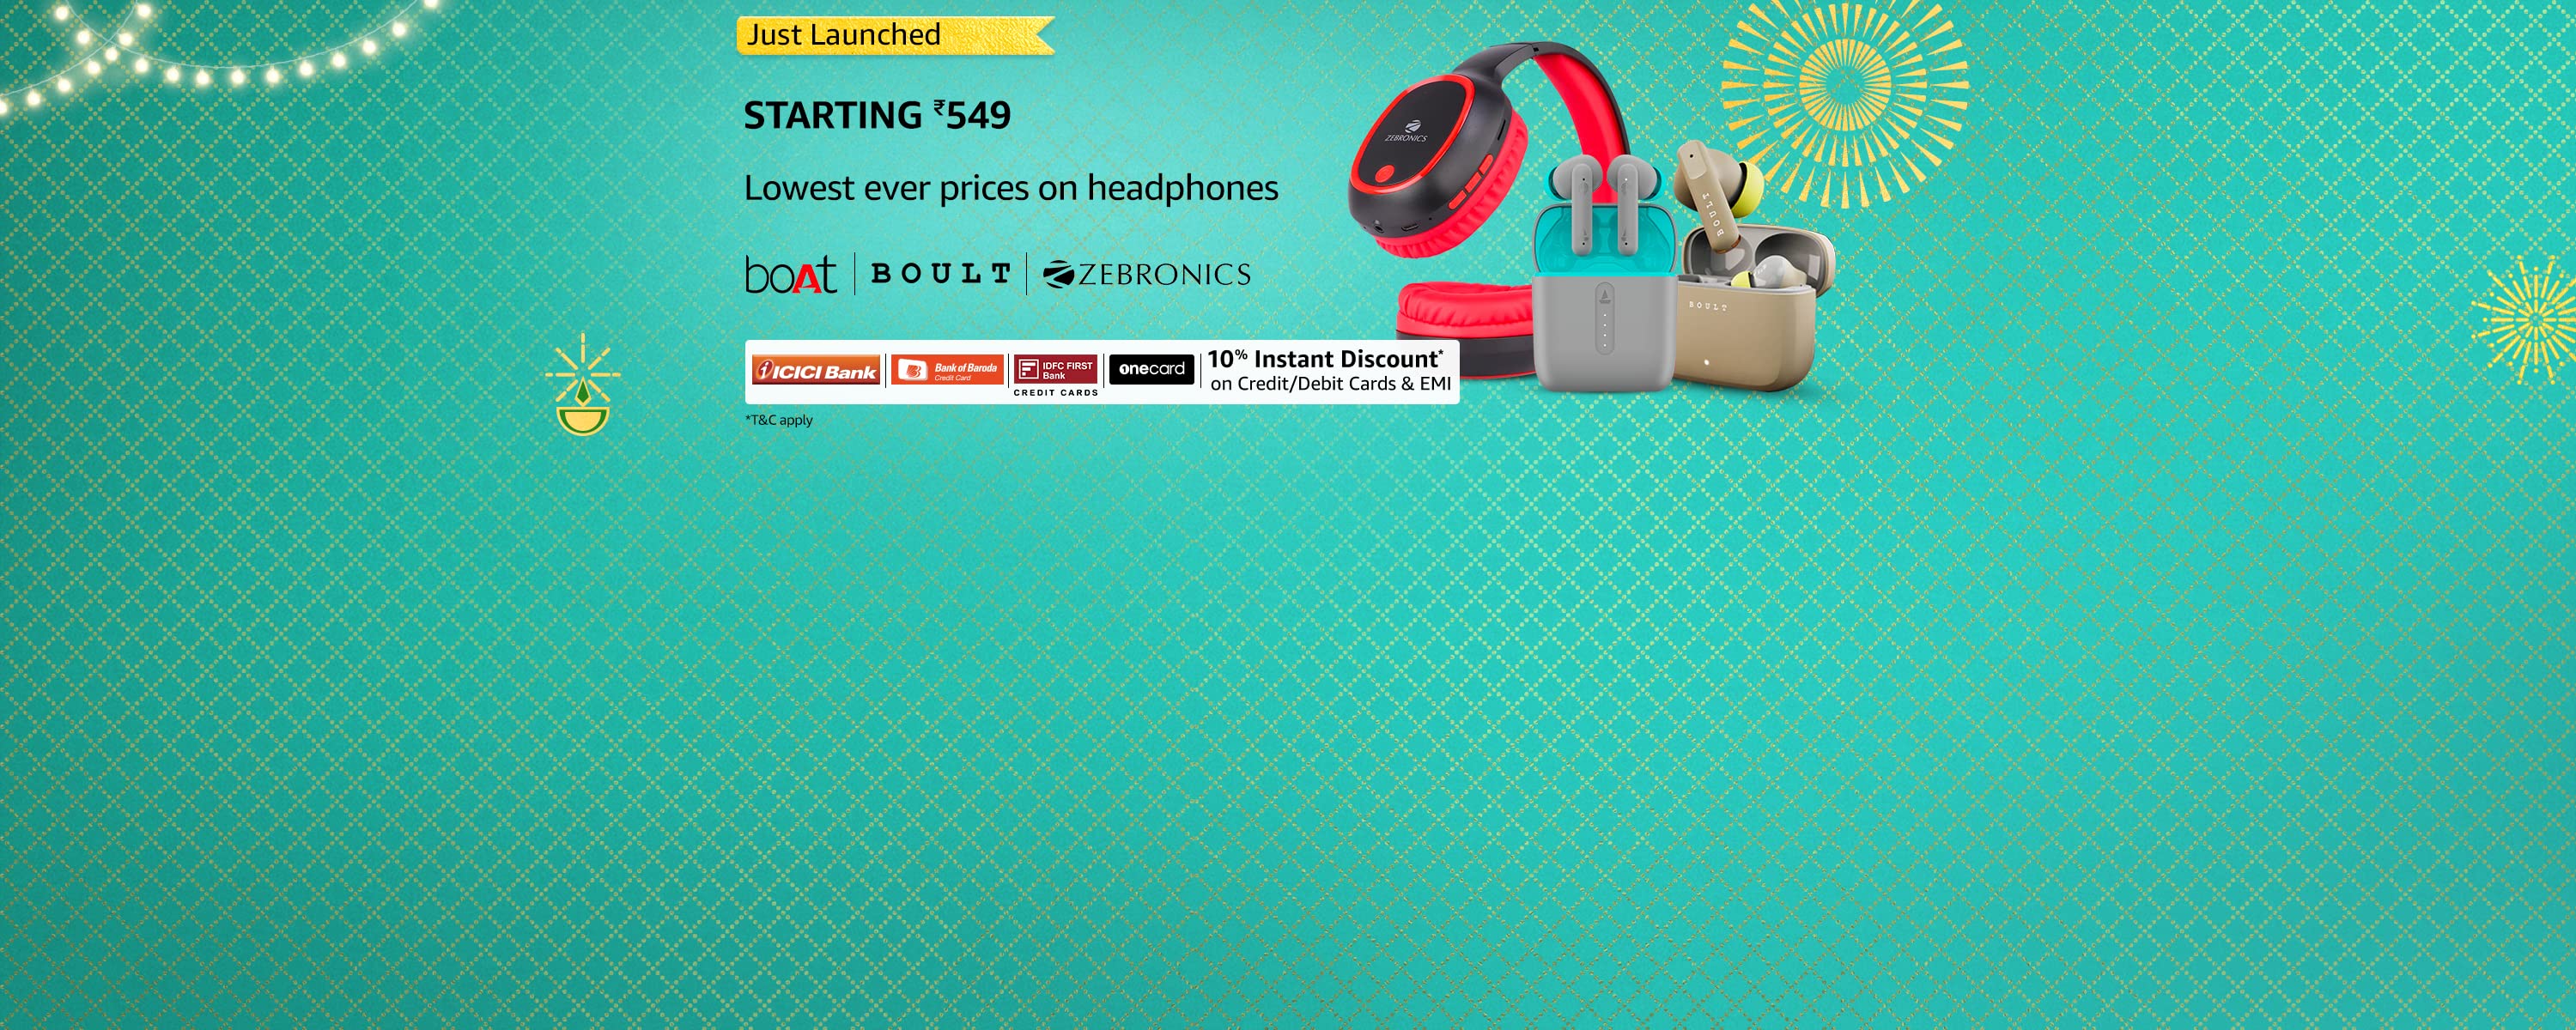 Just Launched
STARTING ₹549
Lowest ever prices on headphones
boAt | BOULT | ZEBRONICS
ICICI Bank | Bank of Baroda Credit Card | IDFC FIRST Bank CREDIT CARDS | onecard
10% Instant Discount*
on Credit/Debit Cards & EMI
*T&C apply
ZEBRONICS
BOULT
BOULT